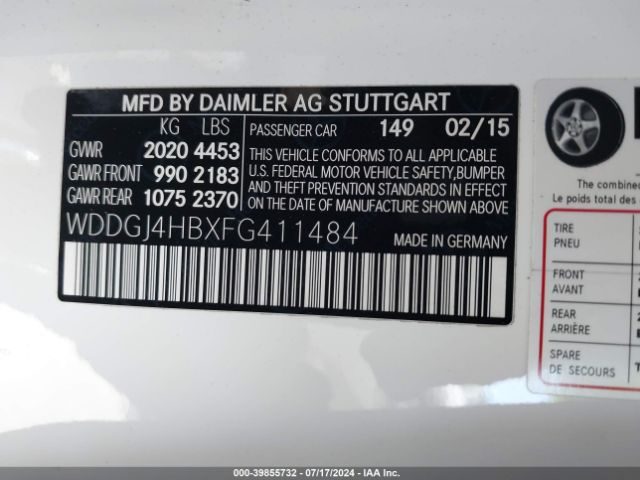 MFD BY DAIMLER AG STUTTGART
KG LBS
PASSENGER CAR 149 02/15
GVWR 2020 4453
GAWR FRONT 990 2183
GAWR REAR 1075 2370
THIS VEHICLE CONFORMS TO ALL APPLICABLE
U.S. FEDERAL MOTOR VEHICLE SAFETY,BUMPER
AND THEFT PREVENTION STANDARDS IN EFFECT
ON THE DATE OF MANUFACTURE SHOWN ABOVE
WDDGJ4HBXFG411484
MADE IN GERMANY
The combined
Le poids total des
TIRE
PNEU
FRONT
AVANT
REAR
ARRIÈRE
SPARE
DE SECOURS
000-39855732 - 07/17/2024 - IAA Inc.